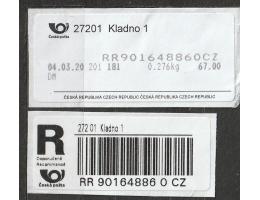 Česká pošta
27201 Kladno 1
RR901648860CZ
04.03.20 201 181 0.276kg 67.00
DM
ČESKÁ REPUBLIKA CZECH REPUBLIC ČESKÁ REPUBLIKA CZECH REPUBLIC
R
Doporučeně
Recommandé
Česká pošta
272 01 Kladno 1
RR 90164886 0 CZ